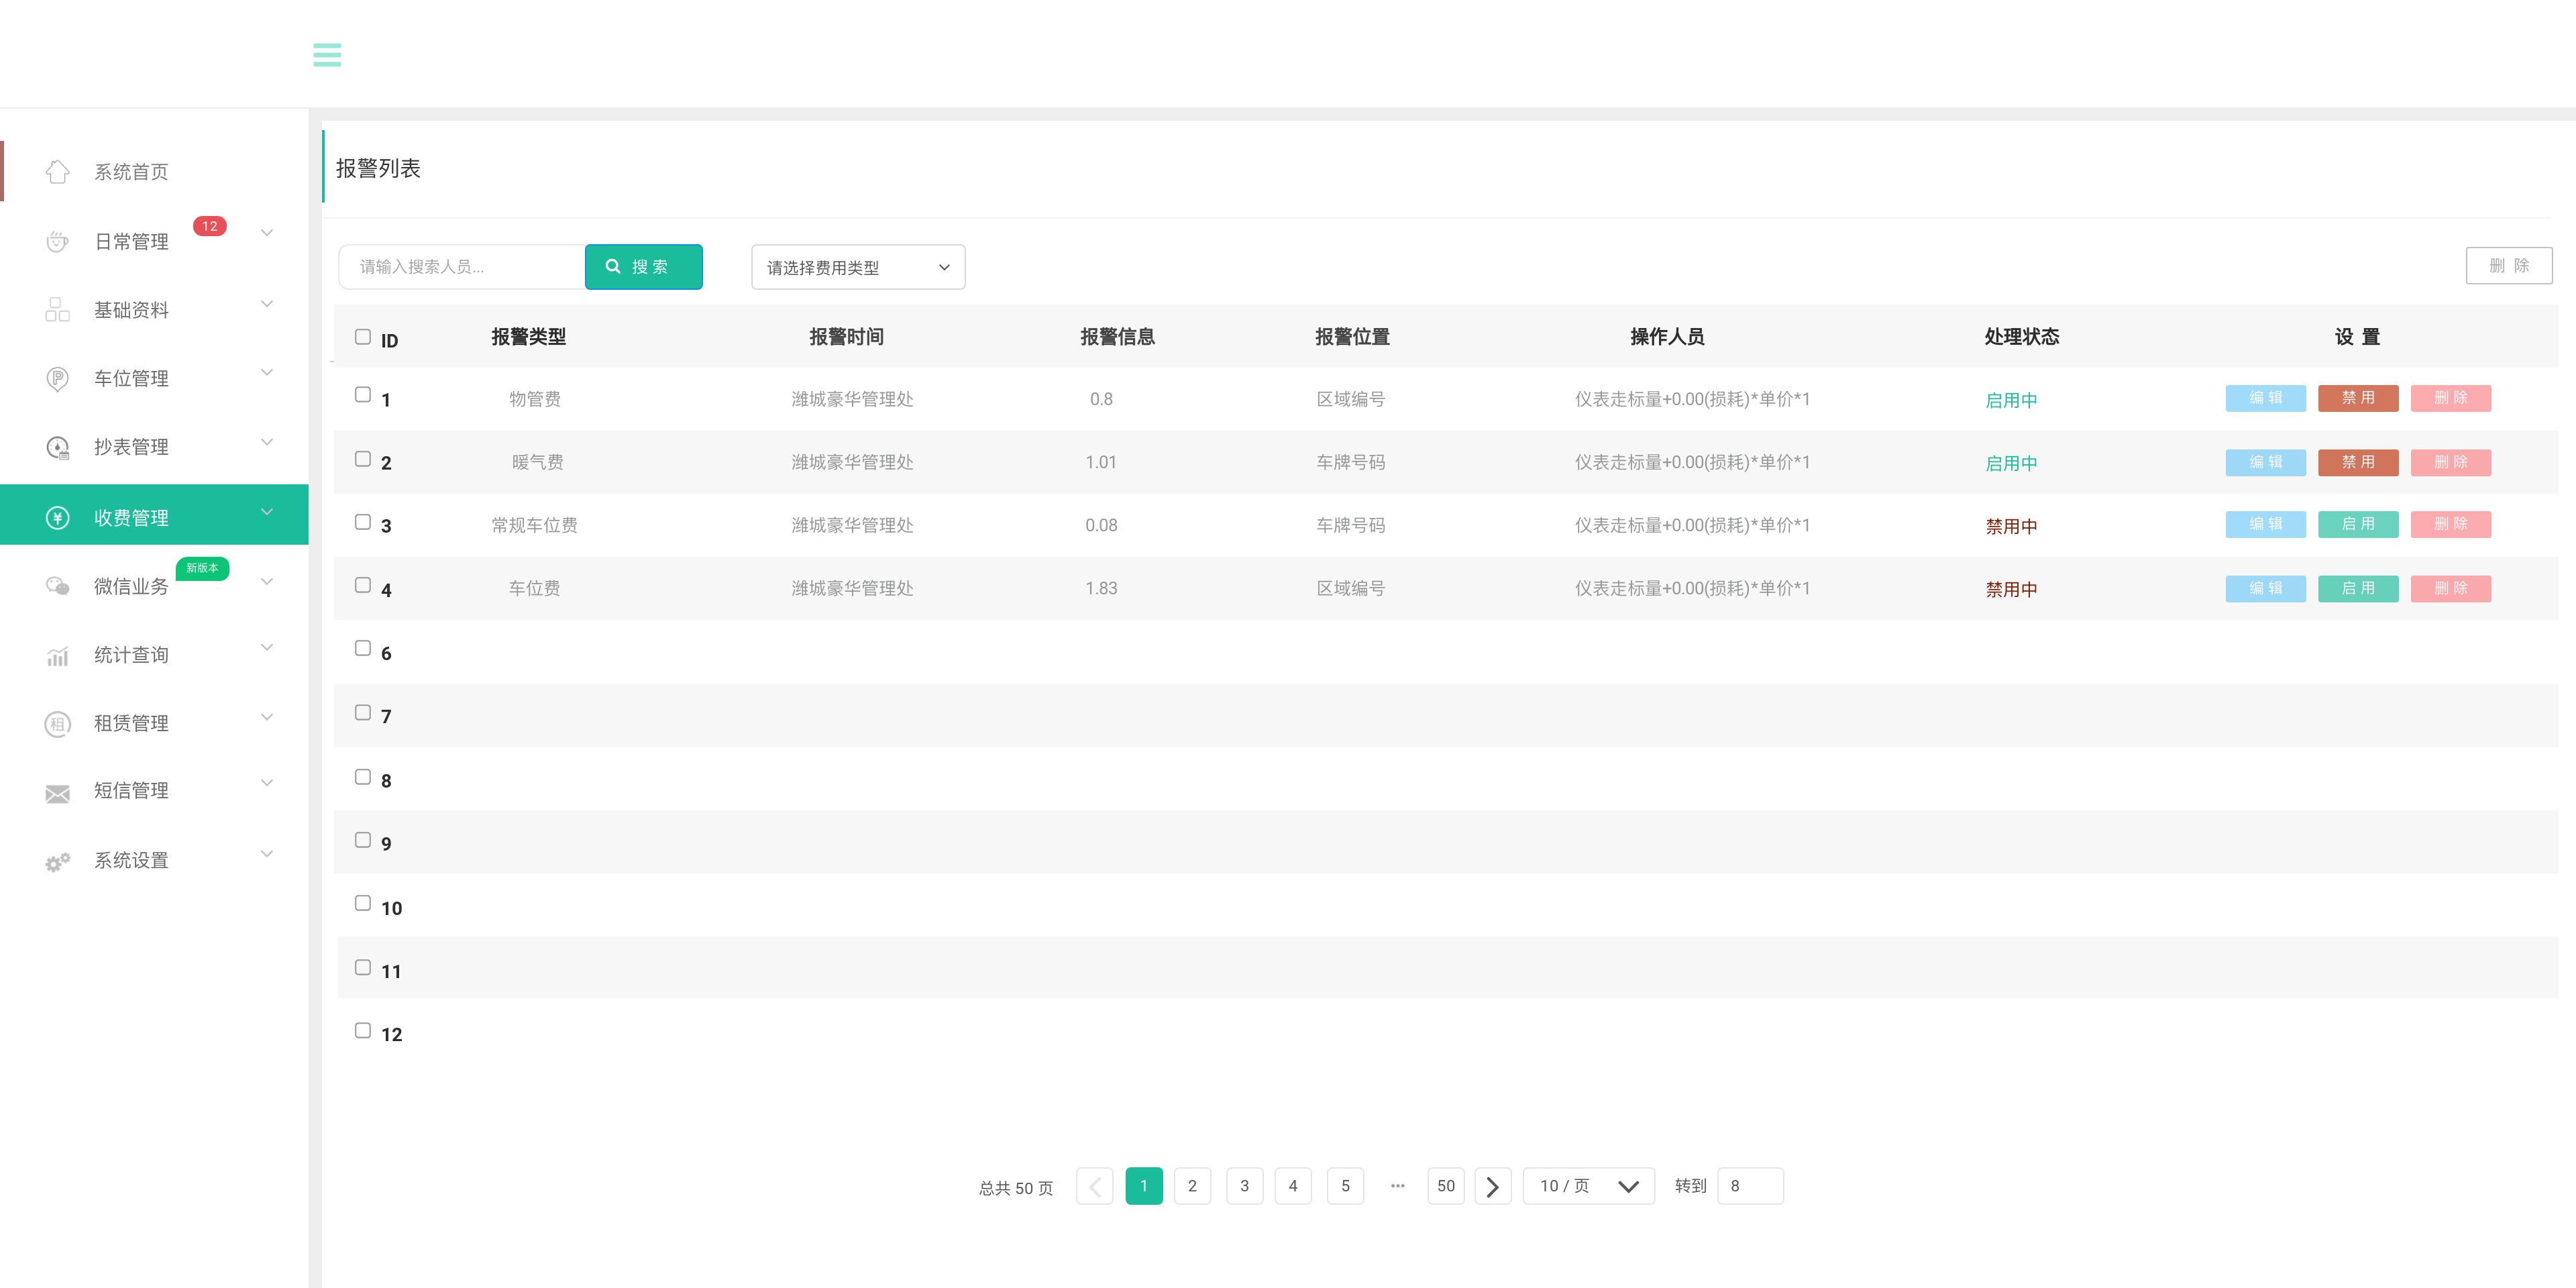 系统首页
日常管理 12
基础资料
车位管理
抄表管理
收费管理
微信业务 新版本
统计查询
租 租赁管理
短信管理
系统设置
报警列表
请输入搜索人员... 搜 索 请选择费用类型 删 除
ID 报警类型 报警时间 报警信息 报警位置 操作人员 处理状态 设 置
1 物管费 潍城豪华管理处 0.8 区域编号 仪表走标量+0.00(损耗)*单价*1 启用中 编 辑 禁 用 删 除
2 暖气费 潍城豪华管理处 1.01 车牌号码 仪表走标量+0.00(损耗)*单价*1 启用中 编 辑 禁 用 删 除
3 常规车位费 潍城豪华管理处 0.08 车牌号码 仪表走标量+0.00(损耗)*单价*1 禁用中 编 辑 启 用 删 除
4 车位费 潍城豪华管理处 1.83 区域编号 仪表走标量+0.00(损耗)*单价*1 禁用中 编 辑 启 用 删 除
6
7
8
9
10
11
12
总共 50 页 1 2 3 4 5 ··· 50 10 / 页 转到 8